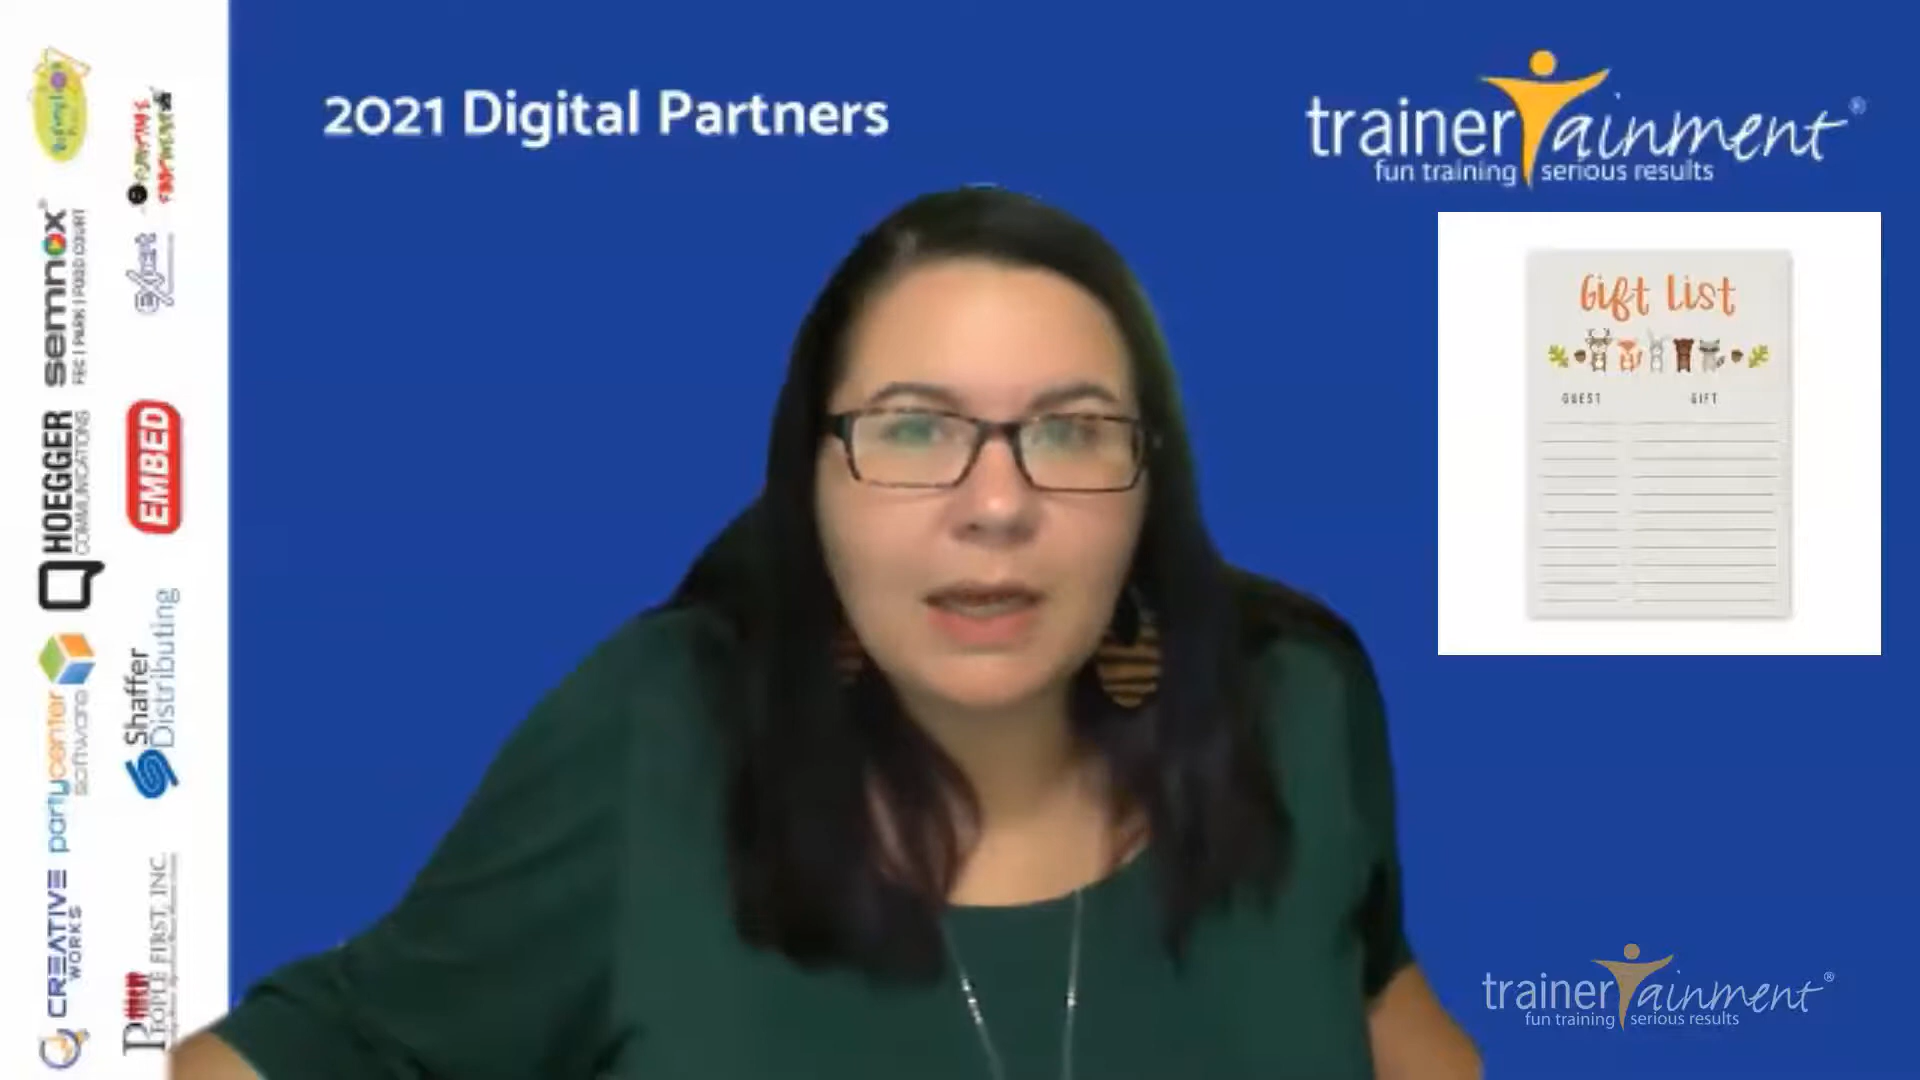 2021 Digital Partners
trainertainment®
fun training serious results
Gift List
GUEST GIFT
semnox®
FEC | PARK | FOOD COURT
HOEGGER
COMMUNICATIONS
partycenter
software
CREATIVE
WORKS
EMBED
Shaffer
Distributing
PEOPLE FIRST, INC.
trainertainment®
fun training serious results